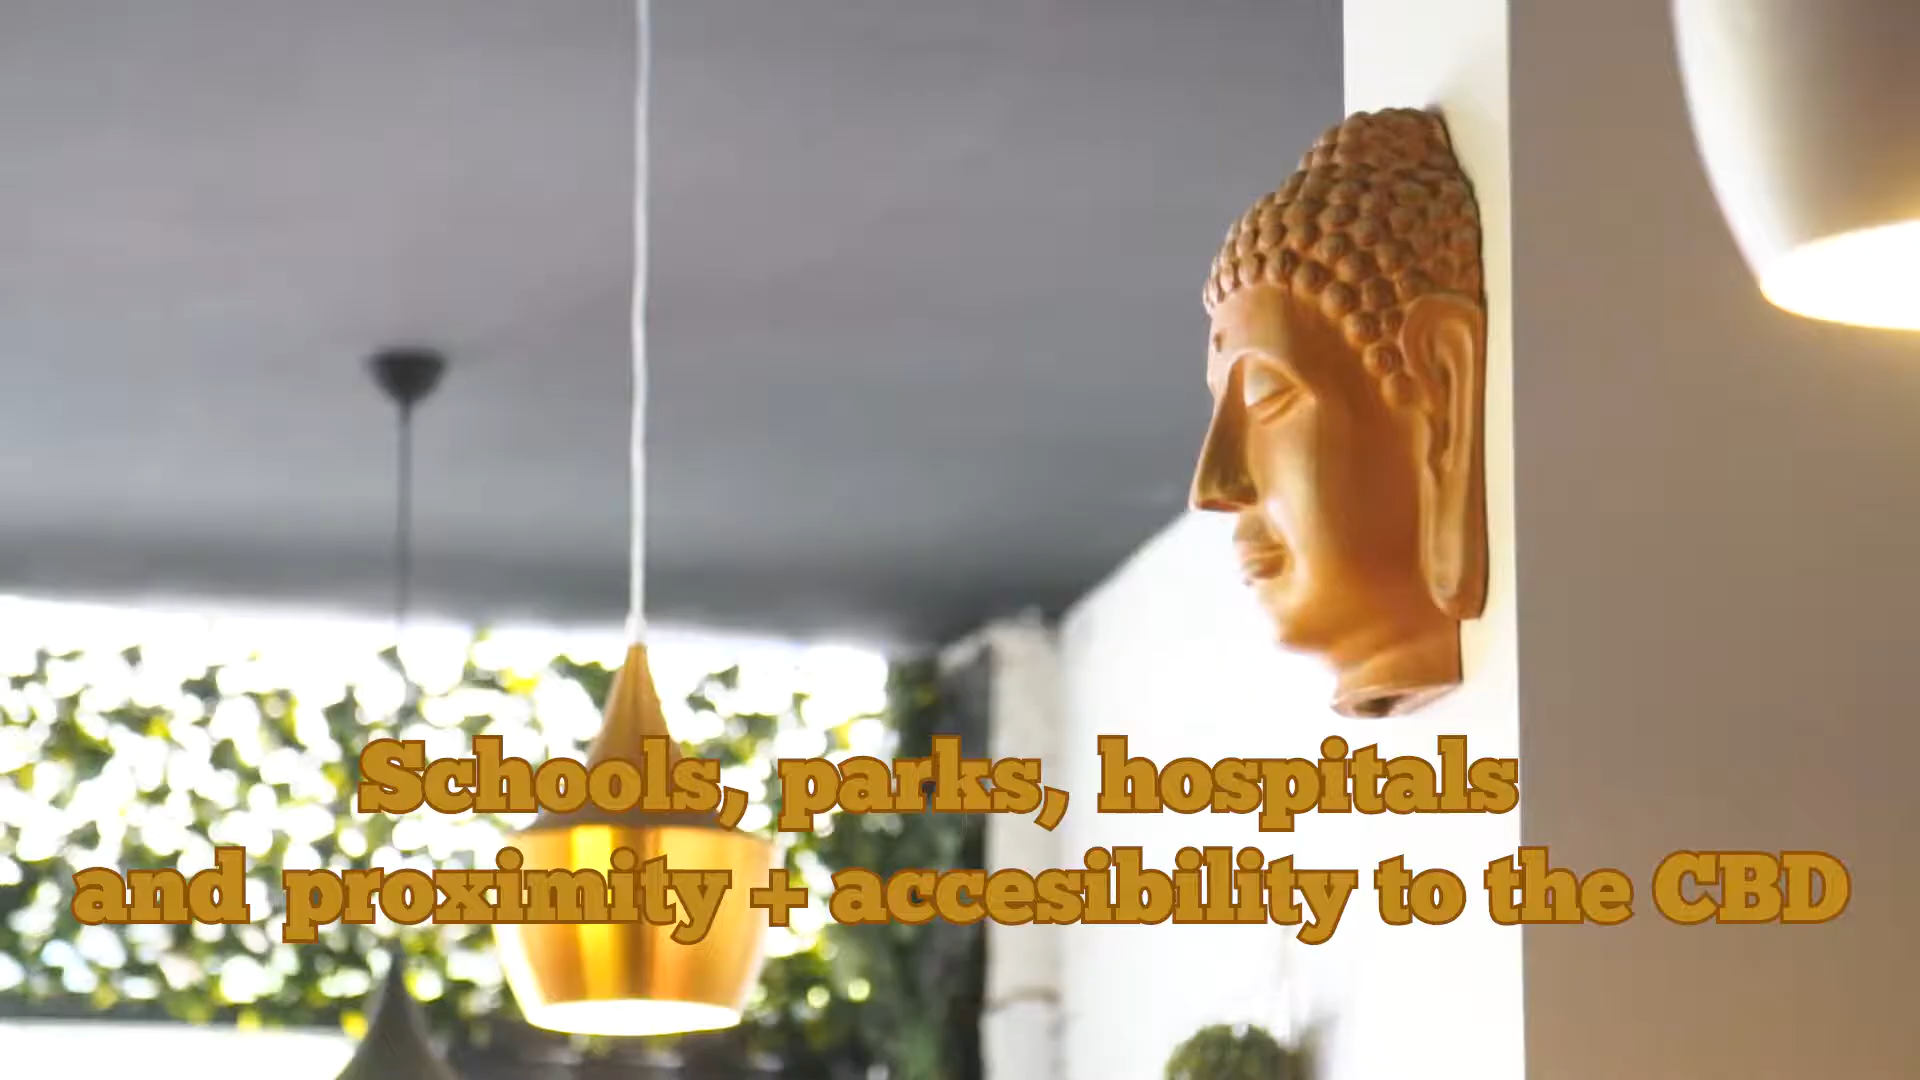 Schools, parks, hospitals
and proximity + accesibility to the CBD